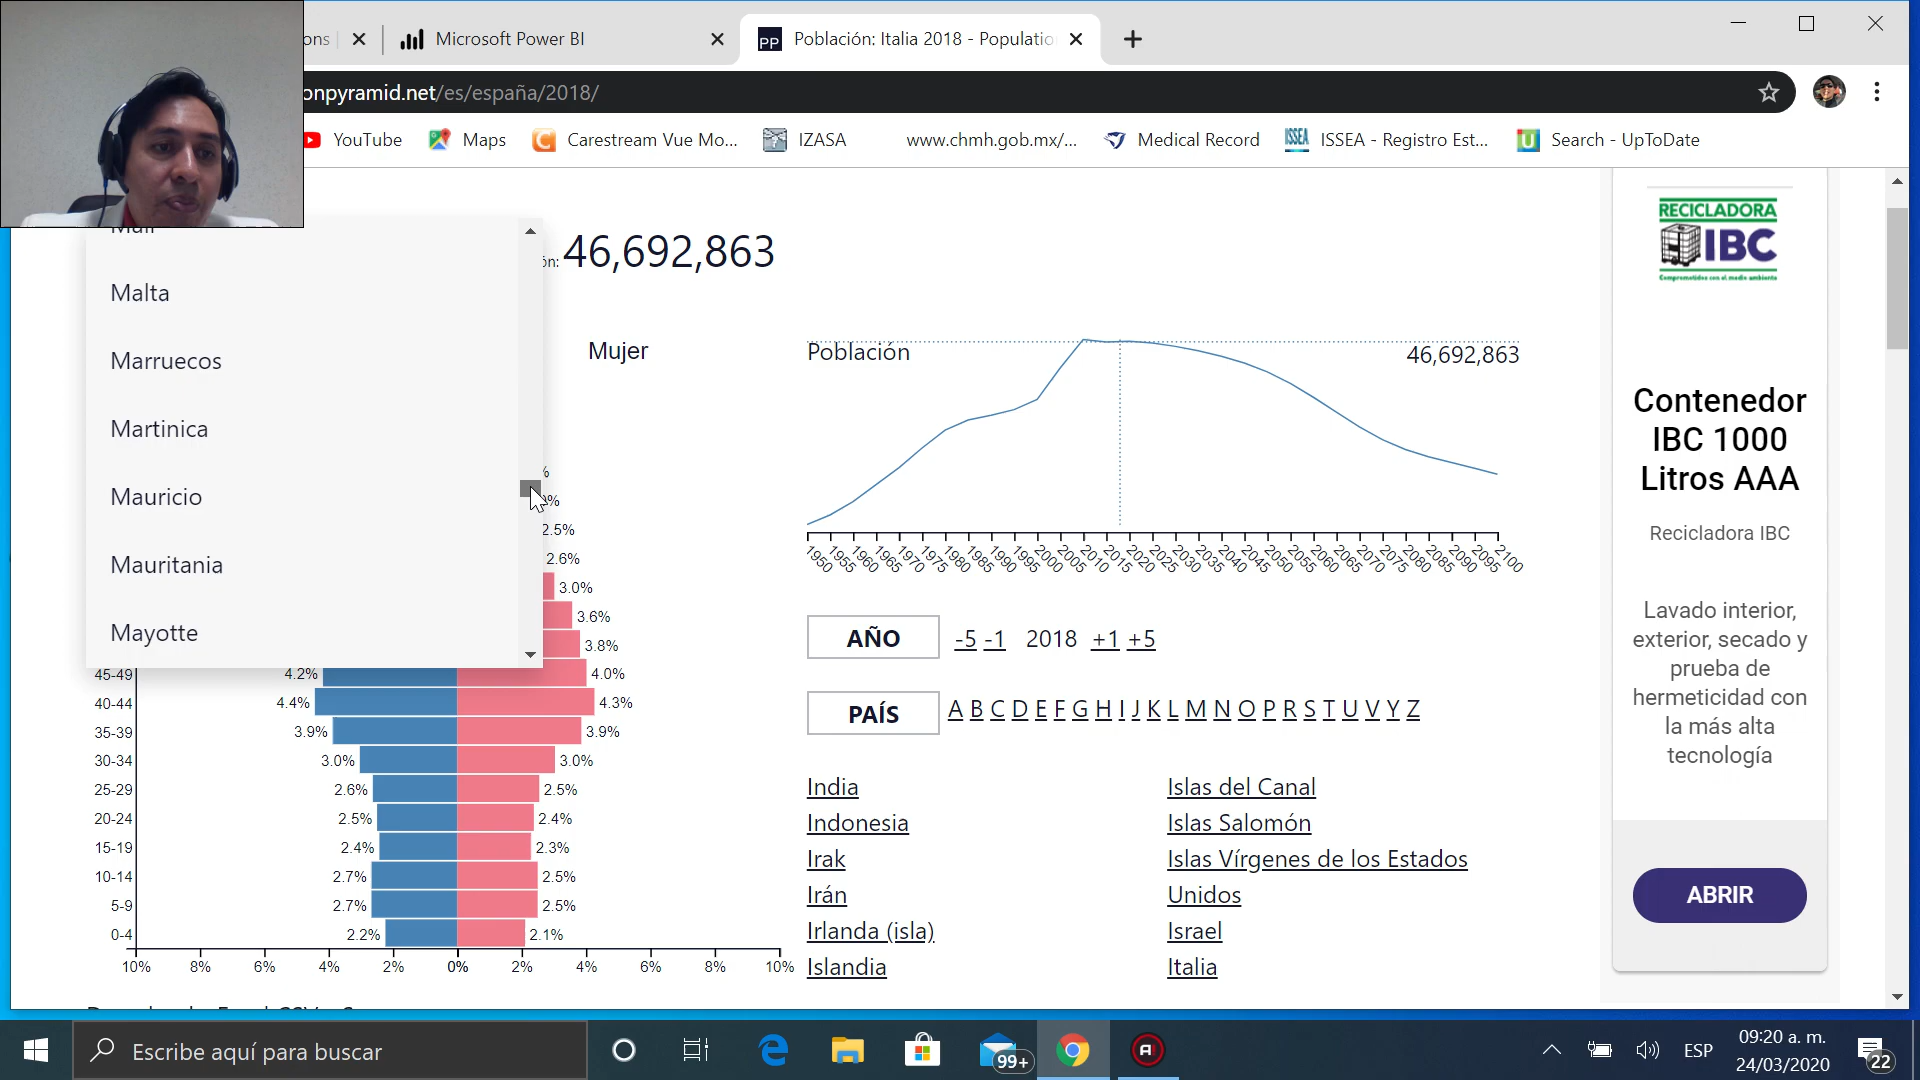 ons
Microsoft Power BI
PP
Población: Italia 2018 - Populatio
onpyramid.net/es/españa/2018/
YouTube
Maps
Carestream Vue Mo...
IZASA
www.chmh.gob.mx/...
Medical Record
ISSEA
ISSEA - Registro Est...
Search - UpToDate
Malta
Marruecos
Martinica
Mauricio
Mauritania
Mayotte
ón: 46,692,863
Mujer
2.5%
2.6%
3.0%
3.6%
3.8%
45-49 4.2% 4.0%
40-44 4.4% 4.3%
35-39 3.9% 3.9%
30-34 3.0% 3.0%
25-29 2.6% 2.5%
20-24 2.5% 2.4%
15-19 2.4% 2.3%
10-14 2.7% 2.5%
5-9 2.7% 2.5%
0-4 2.2% 2.1%
10% 8% 6% 4% 2% 0% 2% 4% 6% 8% 10%
Población 46,692,863
1950 1955 1960 1965 1970 1975 1980 1985 1990 1995 2000 2005 2010 2015 2020 2025 2030 2035 2040 2045 2050 2055 2060 2065 2070 2075 2080 2085 2090 2095 2100
AÑO -5 -1 2018 +1 +5
PAÍS A B C D E F G H I J K L M N O P R S T U V Y Z
India
Indonesia
Irak
Irán
Irlanda (isla)
Islandia
Islas del Canal
Islas Salomón
Islas Vírgenes de los Estados
Unidos
Israel
Italia
RECICLADORA
IBC
Comprometidos con el medio ambiente
Contenedor
IBC 1000
Litros AAA
Recicladora IBC
Lavado interior,
exterior, secado y
prueba de
hermeticidad con
la más alta
tecnología
ABRIR
Escribe aquí para buscar
99+
ESP
09:20 a. m.
24/03/2020
22